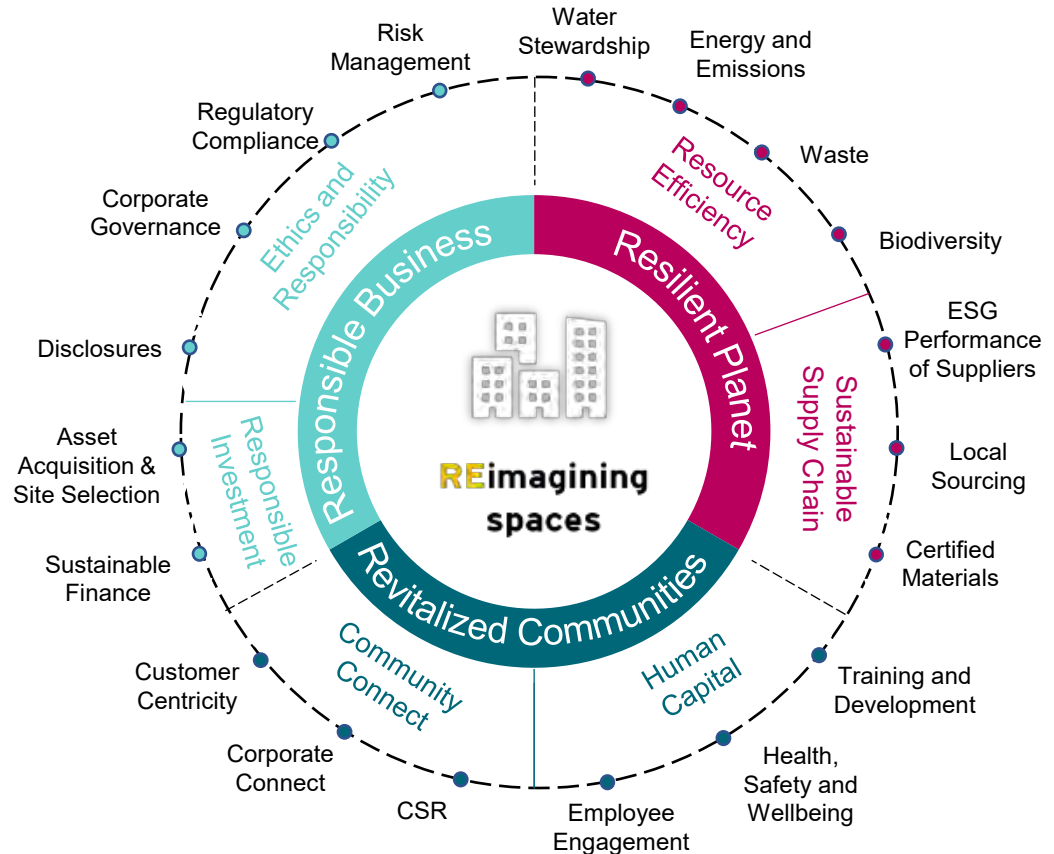 Water
Stewardship
Energy and
Emissions
Waste
Biodiversity
ESG
Performance
of Suppliers
Local
Sourcing
Certified
Materials
Training and
Development
Health,
Safety and
Wellbeing
Employee
Engagement
CSR
Corporate
Connect
Customer
Centricity
Sustainable
Finance
Asset
Acquisition &
Site Selection
Disclosures
Corporate
Governance
Regulatory
Compliance
Risk
Management
Resource
Efficiency
Sustainable
Supply Chain
Human
Capital
Community
Connect
Responsible
Investment
Ethics and
Responsibility
Resilient Planet
Revitalized Communities
Responsible Business
REimagining
spaces